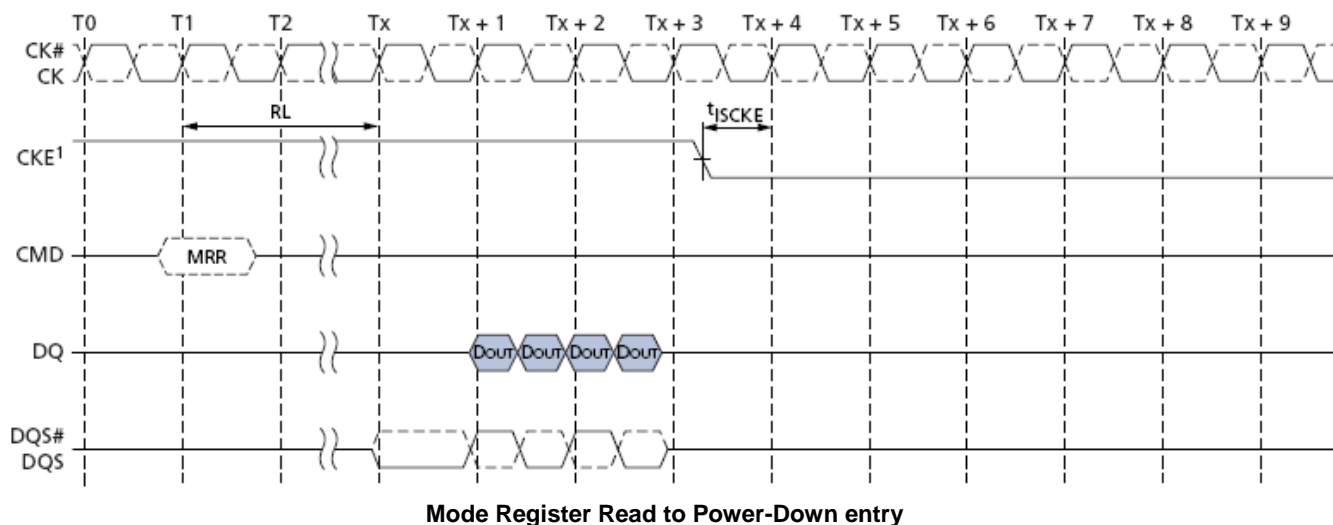 T0 T1 T2 Tx Tx + 1 Tx + 2 Tx + 3 Tx + 4 Tx + 5 Tx + 6 Tx + 7 Tx + 8 Tx + 9
CK#
CK
RL
tISCKE
CKE1
CMD MRR
DQ DOUT DOUT DOUT DOUT
DQS#
DQS
Mode Register Read to Power-Down entry